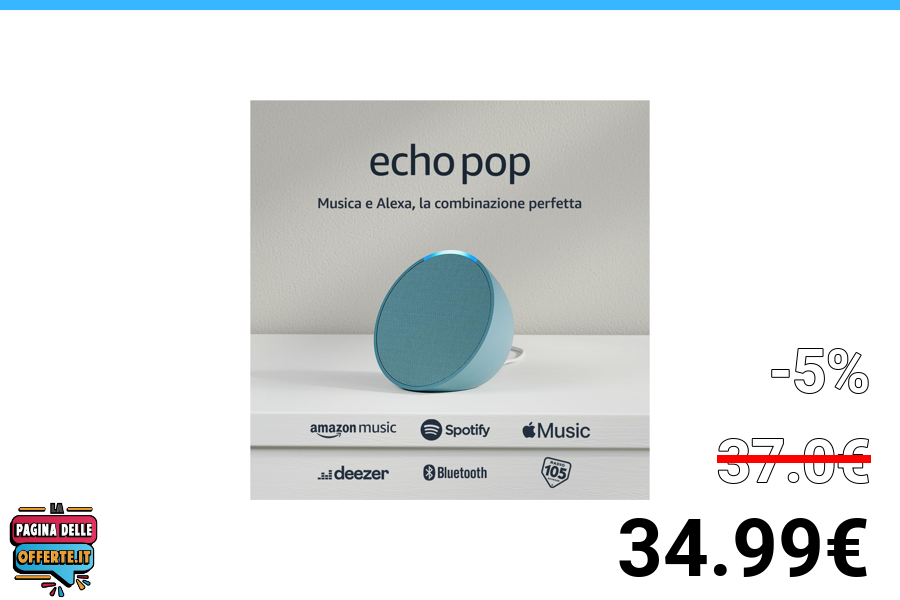 echo pop
Musica e Alexa, la combinazione perfetta
amazon music
Spotify
Music
deezer
Bluetooth
RADIO
105
-5%
37.0€
34.99€
LA
PAGINA DELLE
OFFERTE.IT